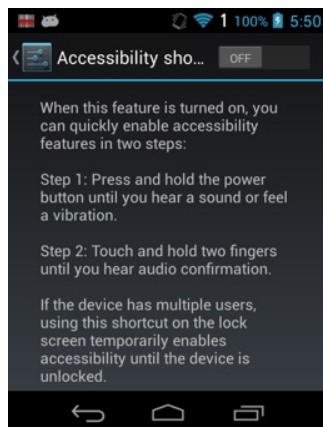 1 100% 5:50
Accessibility sho... OFF
When this feature is turned on, you
can quickly enable accessibility
features in two steps:
Step 1: Press and hold the power
button until you hear a sound or feel
a vibration.
Step 2: Touch and hold two fingers
until you hear audio confirmation.
If the device has multiple users,
using this shortcut on the lock
screen temporarily enables
accessibility until the device is
unlocked.